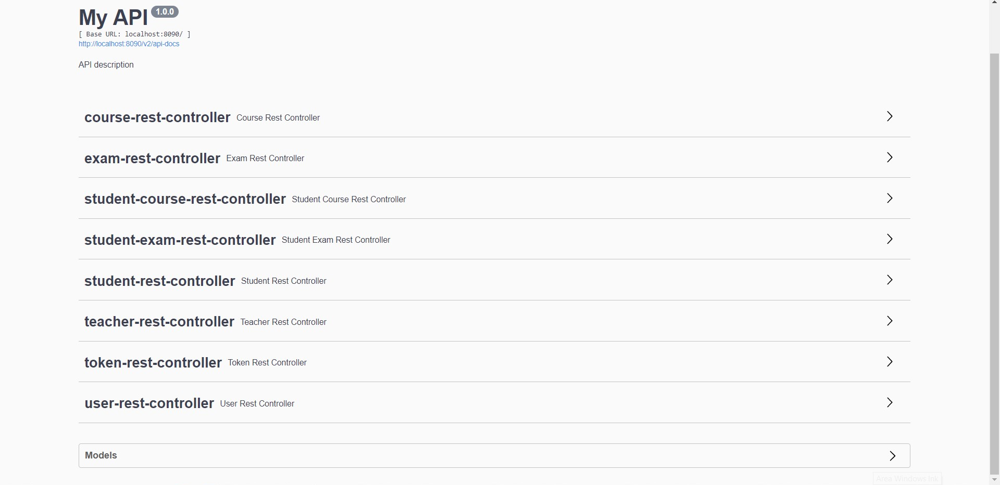 My API 1.0.0
[ Base URL: localhost:8090/ ]
http://localhost:8090/v2/api-docs
API description
course-rest-controller Course Rest Controller
exam-rest-controller Exam Rest Controller
student-course-rest-controller Student Course Rest Controller
student-exam-rest-controller Student Exam Rest Controller
student-rest-controller Student Rest Controller
teacher-rest-controller Teacher Rest Controller
token-rest-controller Token Rest Controller
user-rest-controller User Rest Controller
Models
Area Windows Ink